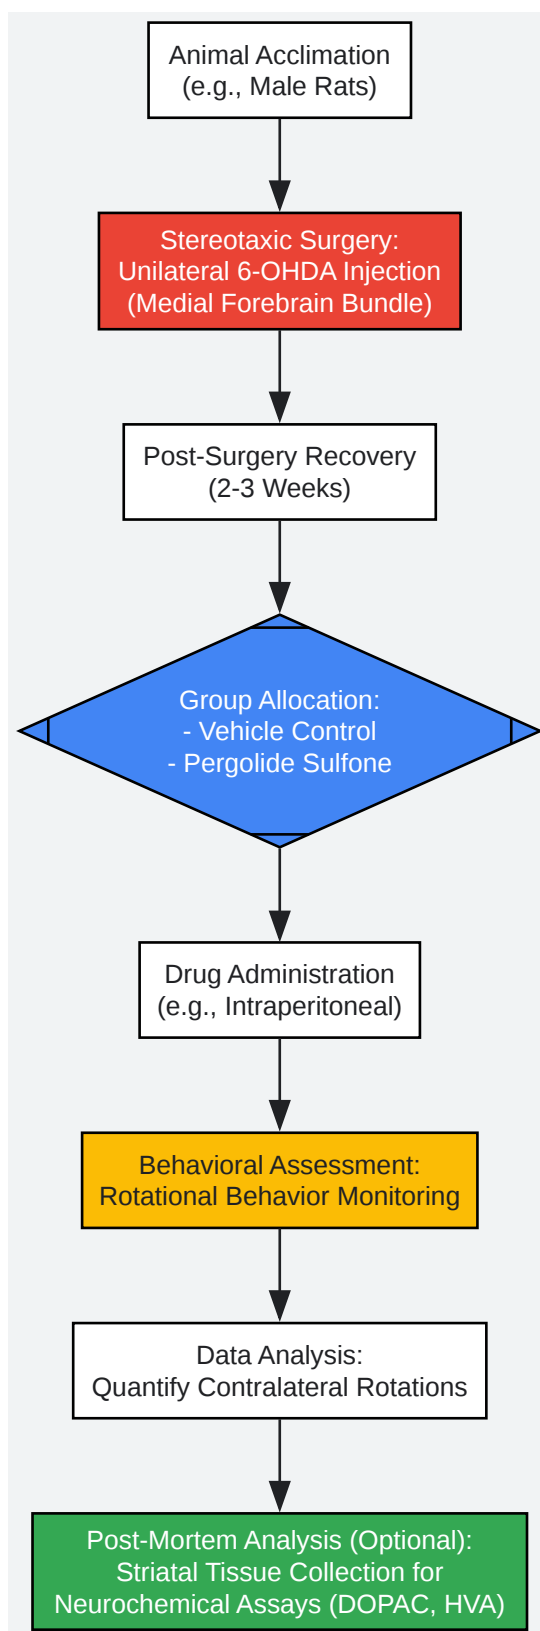 Animal Acclimation
(e.g., Male Rats)
Stereotaxic Surgery:
Unilateral 6-OHDA Injection
(Medial Forebrain Bundle)
Post-Surgery Recovery
(2-3 Weeks)
Group Allocation:
- Vehicle Control
- Pergolide Sulfone
Drug Administration
(e.g., Intraperitoneal)
Behavioral Assessment:
Rotational Behavior Monitoring
Data Analysis:
Quantify Contralateral Rotations
Post-Mortem Analysis (Optional):
Striatal Tissue Collection for
Neurochemical Assays (DOPAC, HVA)